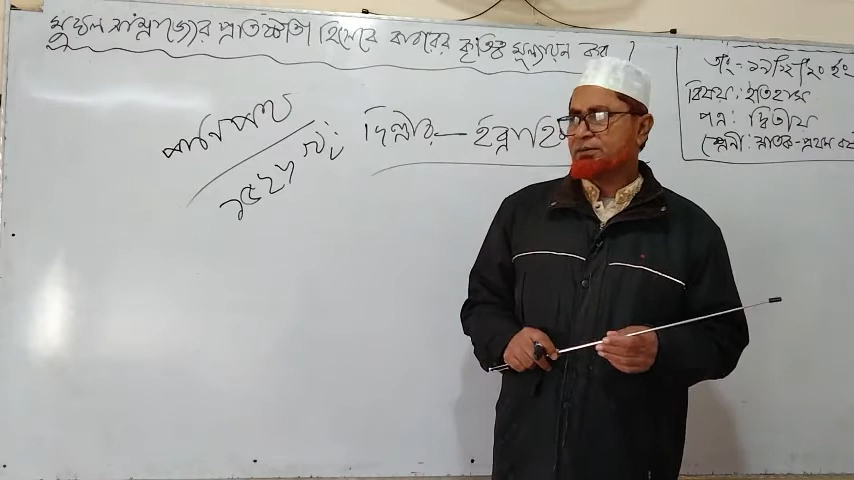 মুঘল সাম্রাজ্যের প্রতিষ্ঠাতা হিসেবে বাবরের কৃতিত্ব মূল্যায়ন কর।
পানিপথ
১৫২৬ খ্রিঃ
দিল্লীর — ইব্রাহিম
তাং-
বিষয়: ইতিহাস
পত্র: দ্বিতীয়
শ্রেনী: স্নাতক-প্রথম বর্ষ